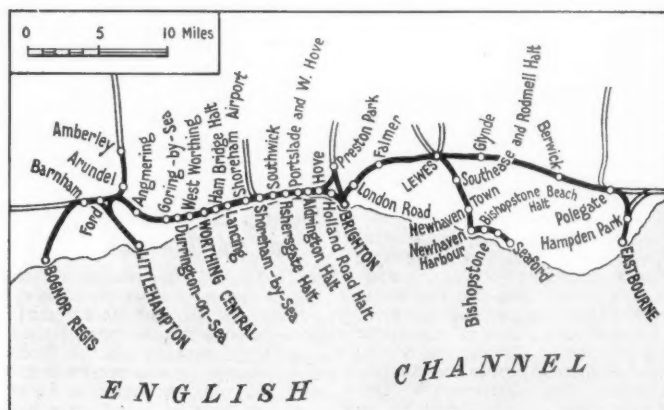 0 5 10 Miles
Amberley
Arundel
Barnham
Ford
Angmering
Goring-by-Sea
West Worthing
Ham Bridge Halt
Shoreham Airport
Southwick
Portslade and W. Hove
Hove
Preston Park
Falmer
LEWES
Glynde
Southease and Rodmell Halt
Berwick
Polegate
Hampden Park
EASTBOURNE
BOGNOR REGIS
LITTLEHAMPTON
Durrington-on-Sea
WORTHING CENTRAL
Lancing
Shoreham-by-Sea
Fishersgate Halt
Aldrington Halt
Holland Road Halt
BRIGHTON
London Road
Newhaven Town
Newhaven Harbour
Bishopstone Beach Halt
Bishopstone
Seaford
ENGLISH CHANNEL